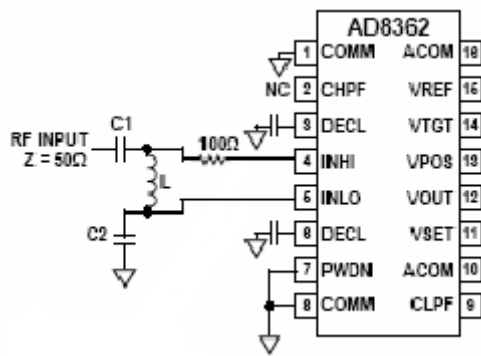 AD8362
1 COMM ACOM 16
NC 2 CHPF VREF 15
3 DECL VTGT 14
C1
RF INPUT
Z = 50Ω
100Ω
4 INHI VPOS 13
L
5 INLO VOUT 12
C2
6 DECL VSET 11
7 PWDN ACOM 10
8 COMM CLPF 9